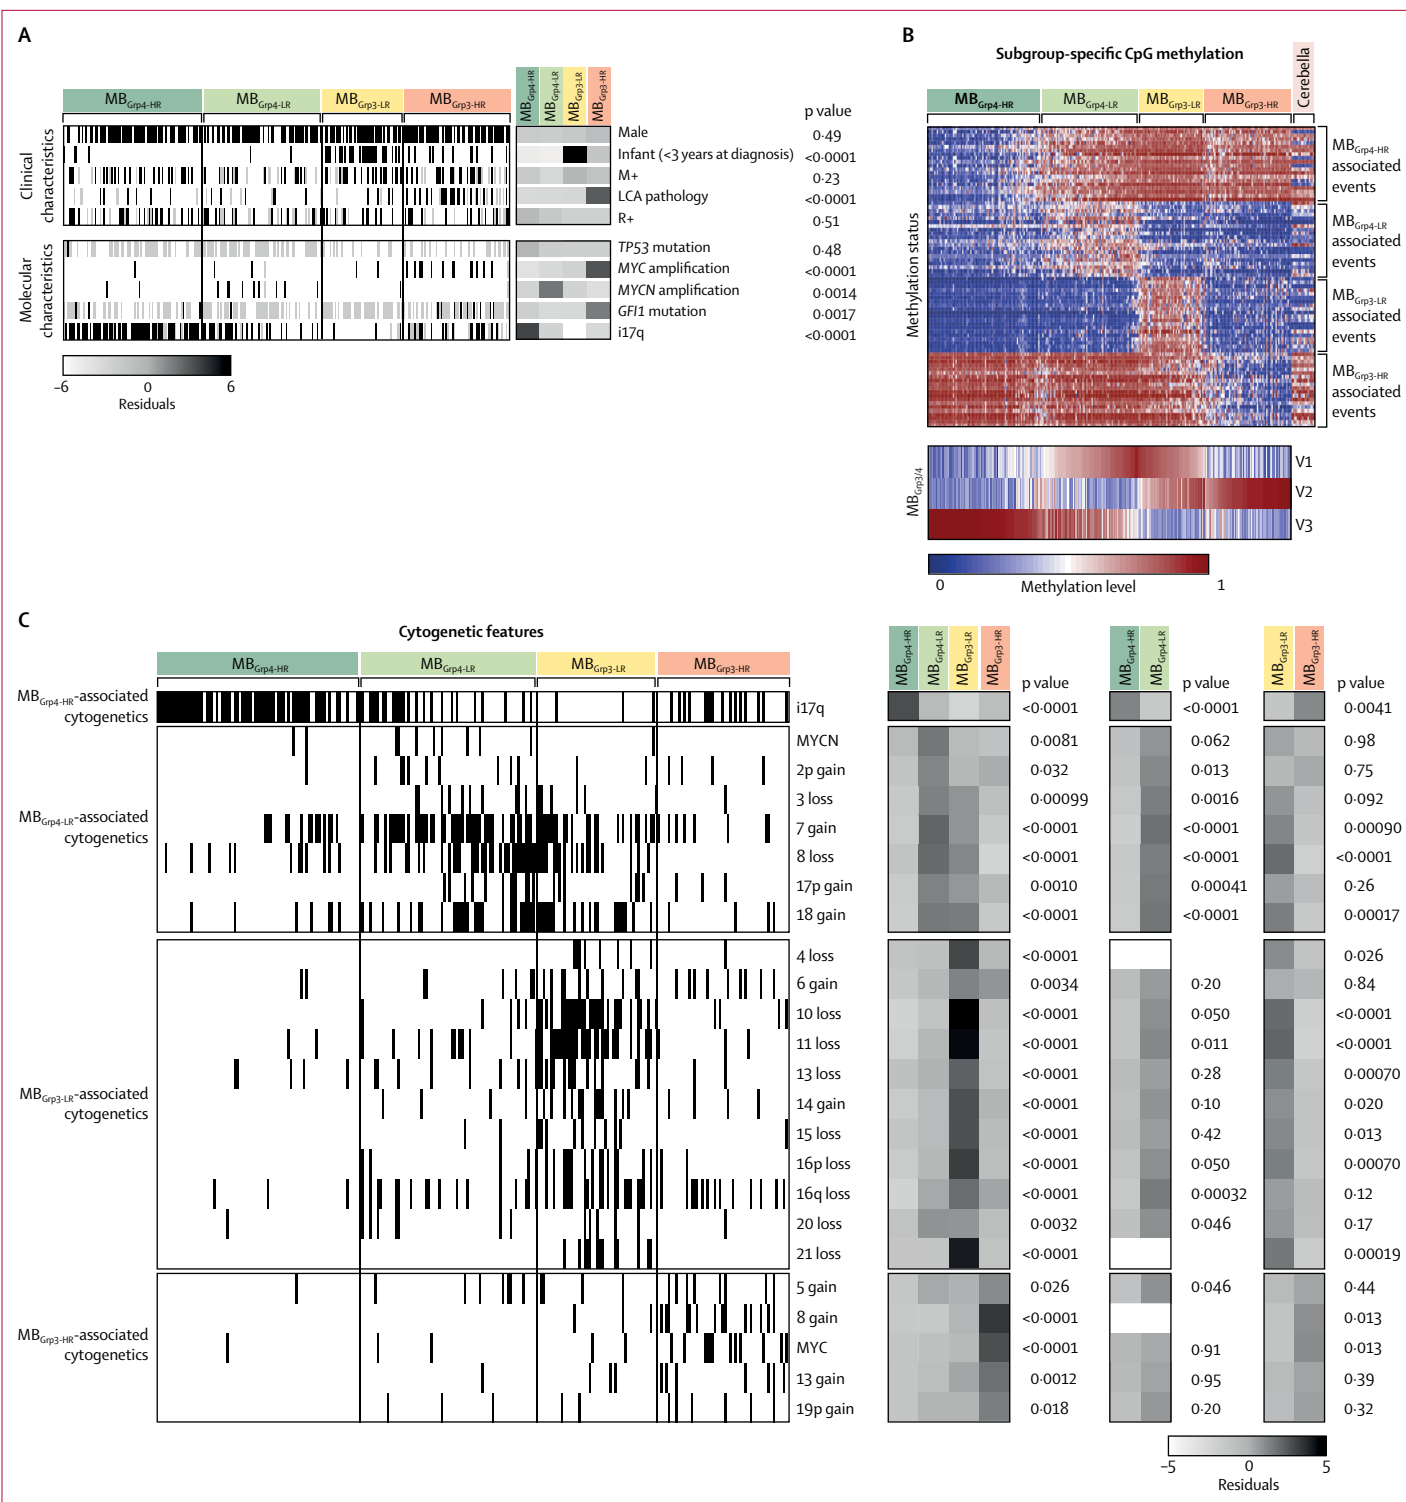 A
MBGrp4-HR MBGrp4-LR MBGrp3-LR MBGrp3-HR
MBGrp4-HR MBGrp4-LR MBGrp3-LR MBGrp3-HR
p value
Clinical characteristics
Male 0·49
Infant (<3 years at diagnosis) <0·0001
M+ 0·23
LCA pathology <0·0001
R+ 0·51
Molecular characteristics
TP53 mutation 0·48
MYC amplification <0·0001
MYCN amplification 0·0014
GFI1 mutation 0·0017
i17q <0·0001
−6 0 6
Residuals
B
Subgroup-specific CpG methylation
MBGrp4-HR MBGrp4-LR MBGrp3-LR MBGrp3-HR Cerebella
Methylation status
MBGrp4-HR
associated
events
MBGrp4-LR
associated
events
MBGrp3-LR
associated
events
MBGrp3-HR
associated
events
MBGrp3/4
V1
V2
V3
0 Methylation level 1
C
Cytogenetic features
MBGrp4-HR MBGrp4-LR MBGrp3-LR MBGrp3-HR
MBGrp4-HR MBGrp4-LR MBGrp3-LR MBGrp3-HR p value MBGrp4-HR MBGrp4-LR p value MBGrp3-LR MBGrp3-HR p value
MBGrp4-HR-associated
cytogenetics
i17q <0·0001 <0·0001 0·0041
MBGrp4-LR-associated
cytogenetics
MYCN 0·0081 0·062 0·98
2p gain 0·032 0·013 0·75
3 loss 0·00099 0·0016 0·092
7 gain <0·0001 <0·0001 0·00090
8 loss <0·0001 <0·0001 <0·0001
17p gain 0·0010 0·00041 0·26
18 gain <0·0001 <0·0001 0·00017
MBGrp3-LR-associated
cytogenetics
4 loss <0·0001 0·026
6 gain 0·0034 0·20 0·84
10 loss <0·0001 0·050 <0·0001
11 loss <0·0001 0·011 <0·0001
13 loss <0·0001 0·28 0·00070
14 gain <0·0001 0·10 0·020
15 loss <0·0001 0·42 0·013
16p loss <0·0001 0·050 0·00070
16q loss <0·0001 0·00032 0·12
20 loss 0·0032 0·046 0·17
21 loss <0·0001 0·00019
MBGrp3-HR-associated
cytogenetics
5 gain 0·026 0·046 0·44
8 gain <0·0001 0·013
MYC <0·0001 0·91 0·013
13 gain 0·0012 0·95 0·39
19p gain 0·018 0·20 0·32
−5 0 5
Residuals